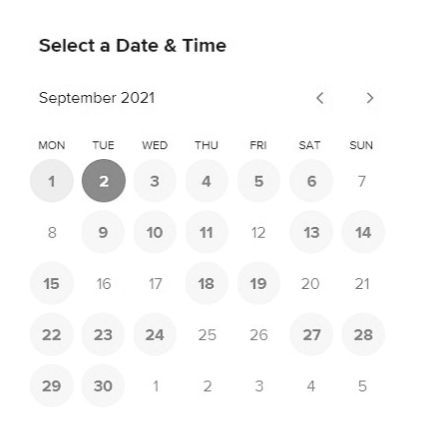 Select a Date & Time
September 2021
MON TUE WED THU FRI SAT SUN
1 2 3 4 5 6 7
8 9 10 11 12 13 14
15 16 17 18 19 20 21
22 23 24 25 26 27 28
29 30 1 2 3 4 5